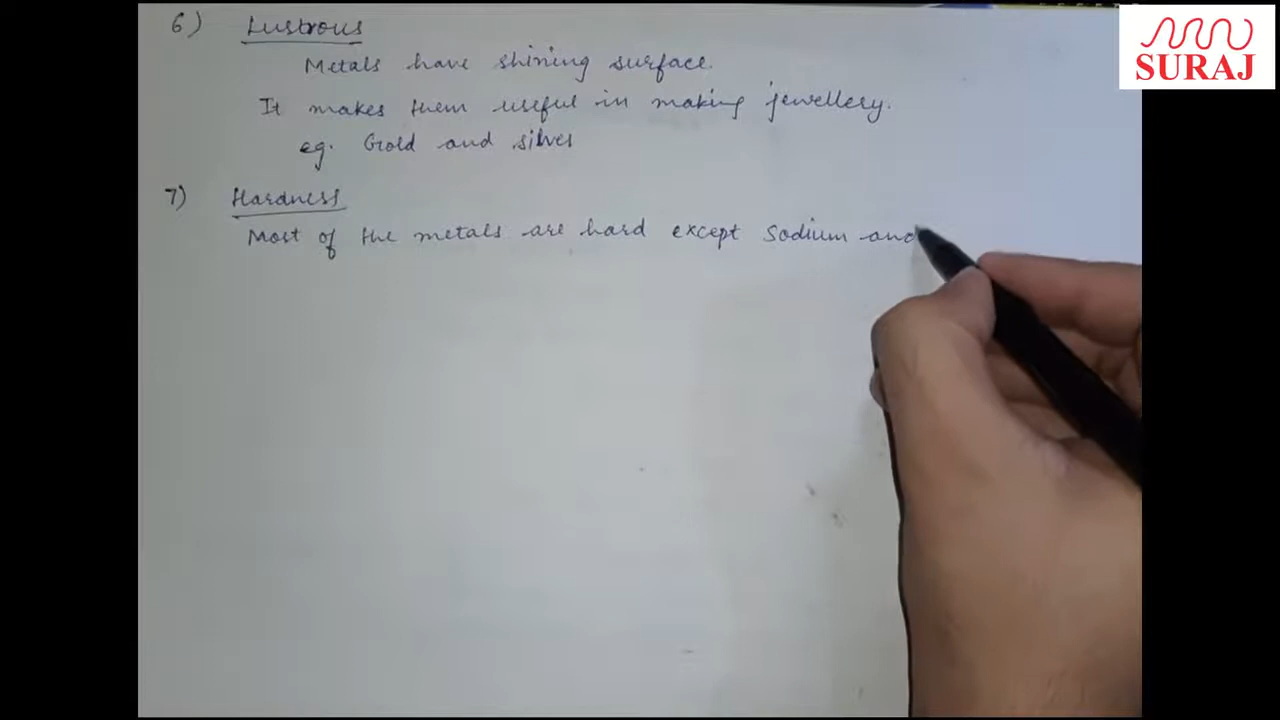 6) Lustrous
Metals have shining surface.
It makes them useful in making jewellery.
eg. Gold and silver
7) Hardness
Most of the metals are hard except Sodium and
SURAJ